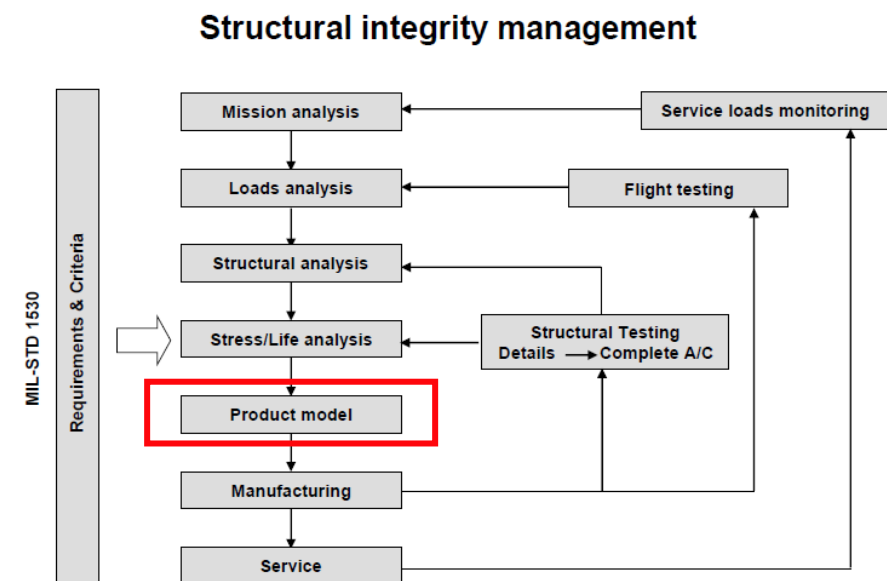 Structural integrity management
Mission analysis
Service loads monitoring
Loads analysis
Flight testing
Structural analysis
MIL-STD 1530
Requirements & Criteria
Stress/Life analysis
Structural Testing
Details → Complete A/C
Product model
Manufacturing
Service